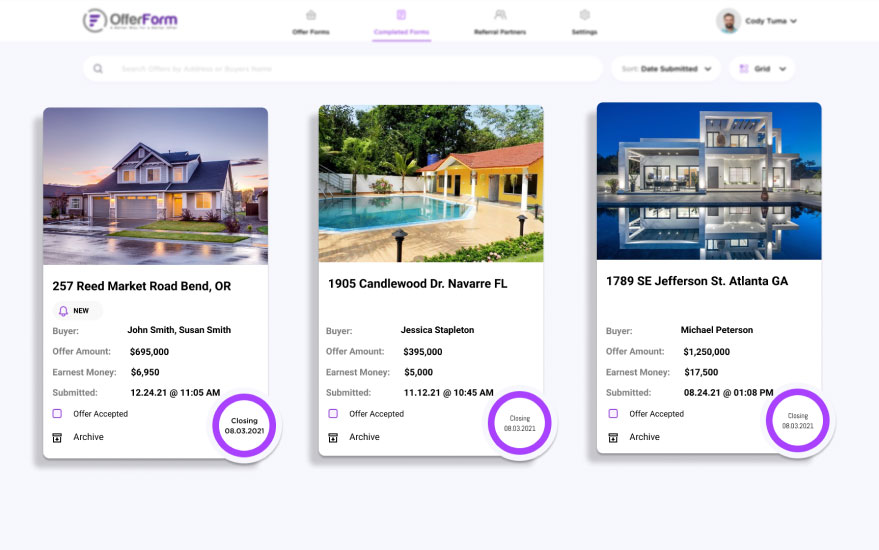 OfferForm
Offer Forms
Completed Forms
Referral Partners
Settings
Cody Tuma
Search Offers by Address or Buyers Name
Sort: Date Submitted
Grid
257 Reed Market Road Bend, OR
NEW
Buyer: John Smith, Susan Smith
Offer Amount: $695,000
Earnest Money: $6,950
Submitted: 12.24.21 @ 11:05 AM
Offer Accepted
Archive
Closing
08.03.2021
1905 Candlewood Dr. Navarre FL
Buyer: Jessica Stapleton
Offer Amount: $395,000
Earnest Money: $5,000
Submitted: 11.12.21 @ 10:45 AM
Offer Accepted
Archive
Closing
08.03.2021
1789 SE Jefferson St. Atlanta GA
Buyer: Michael Peterson
Offer Amount: $1,250,000
Earnest Money: $17,500
Submitted: 08.24.21 @ 01:08 PM
Offer Accepted
Archive
Closing
08.03.2021